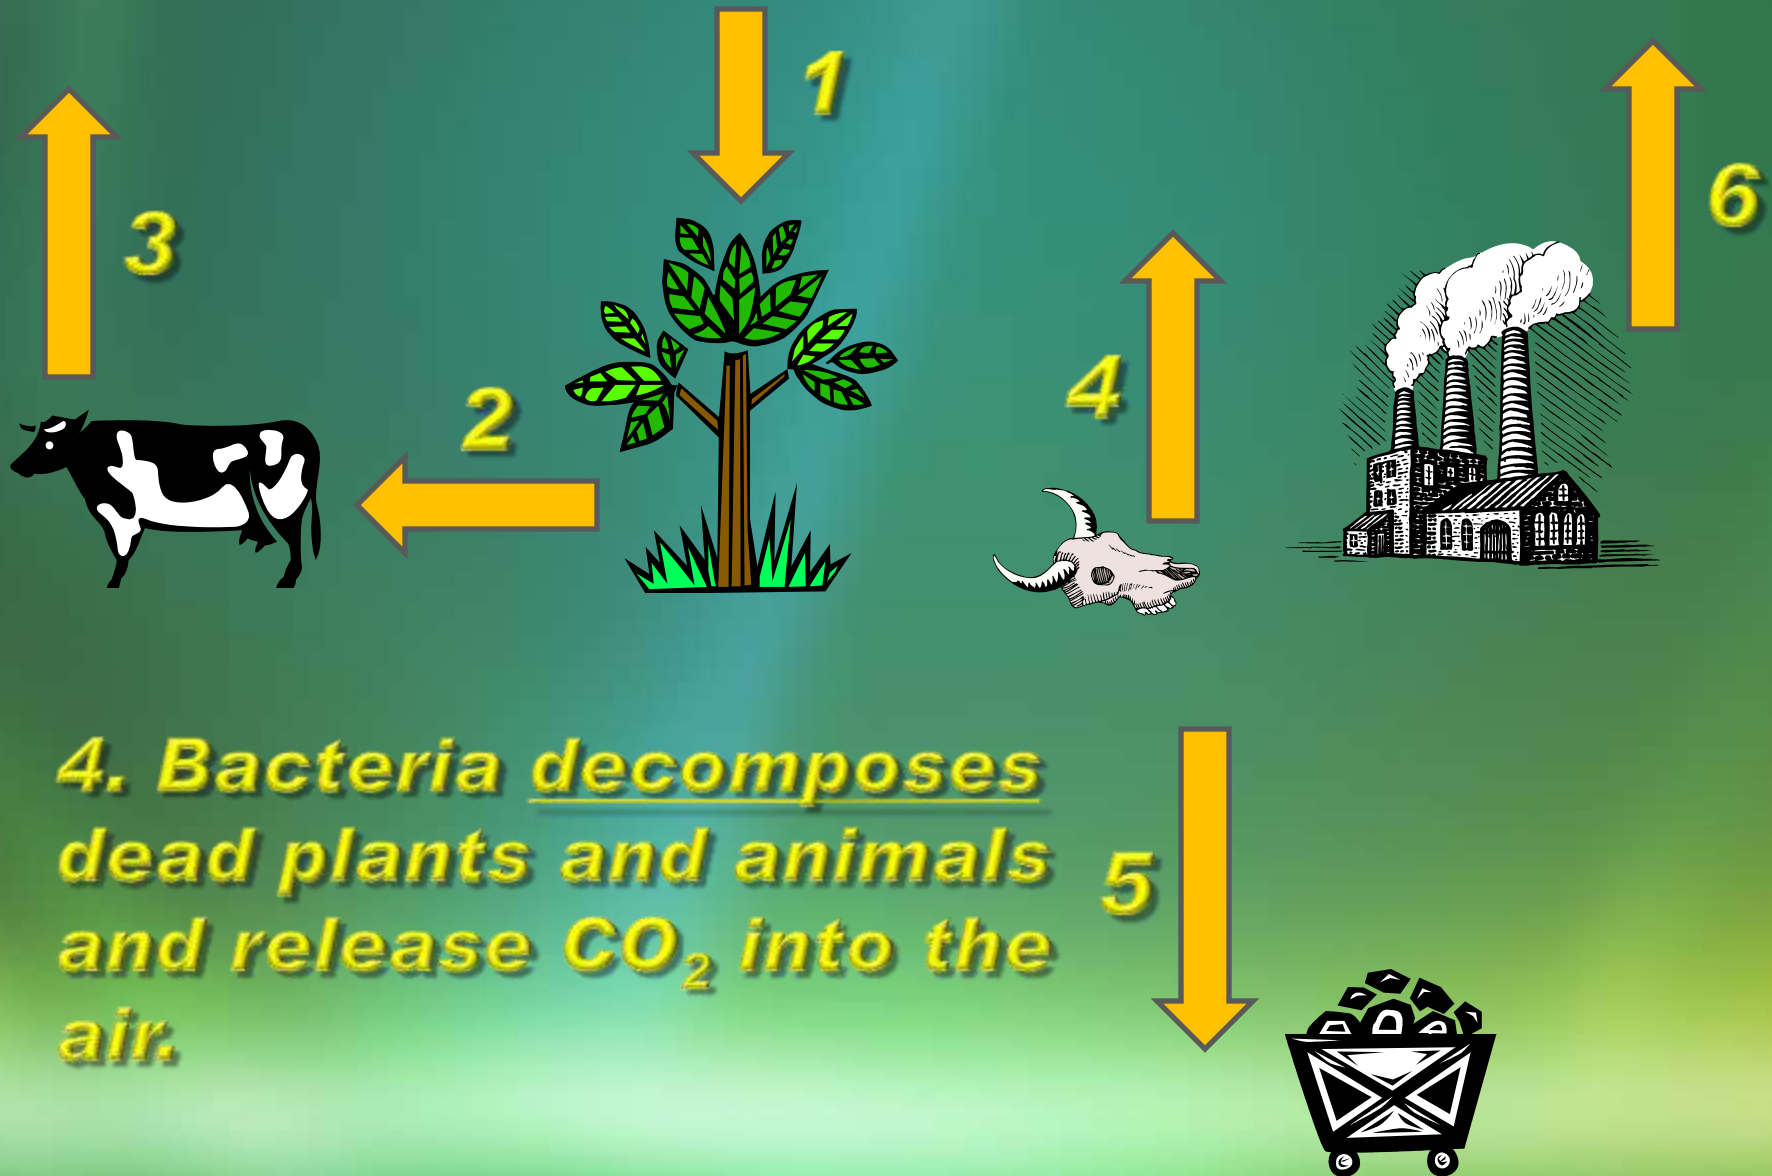 1
6
3
4
2
4. Bacteria decomposes
dead plants and animals
and release CO₂ into the
air.
5